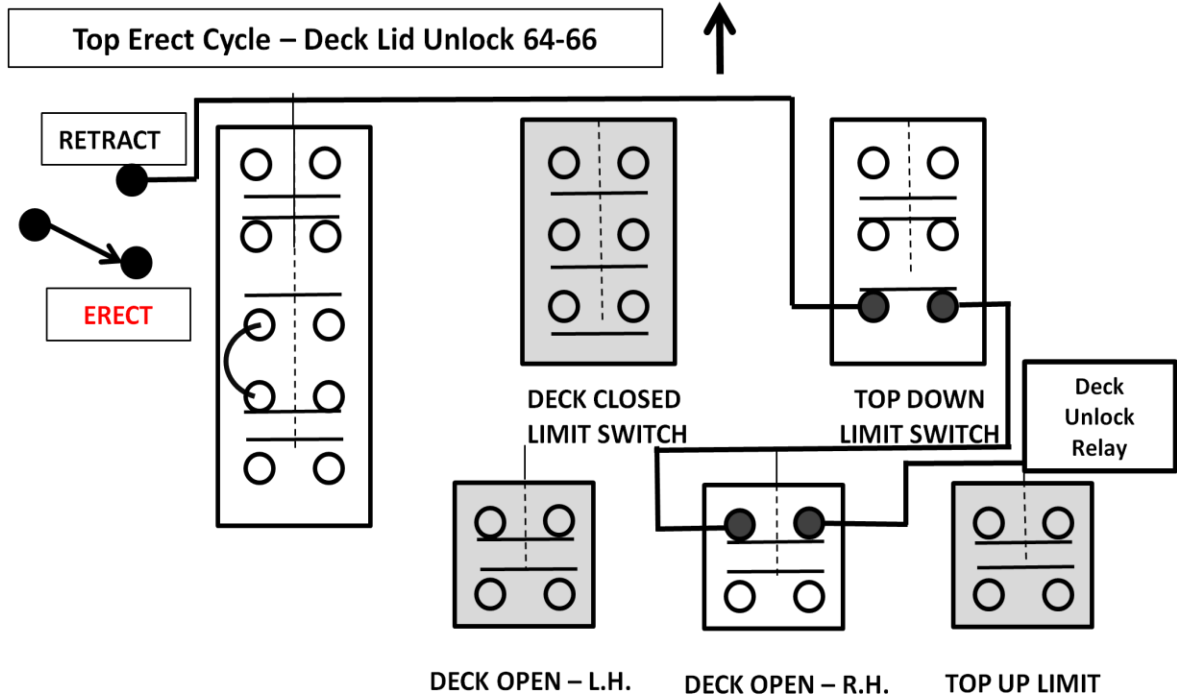 Top Erect Cycle – Deck Lid Unlock 64-66
RETRACT
ERECT
DECK CLOSED
LIMIT SWITCH
TOP DOWN
LIMIT SWITCH
Deck
Unlock
Relay
DECK OPEN – L.H.
DECK OPEN – R.H.
TOP UP LIMIT